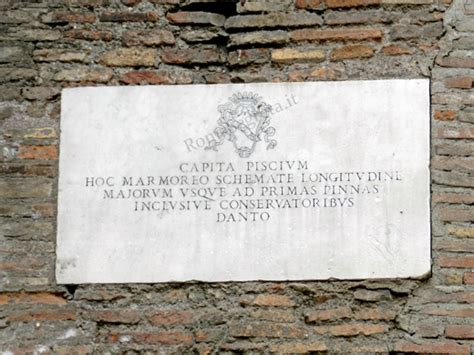 CAPITA PISCIVM
HOC MARMOREO SCHEMATE LONGITVDINE
MAJORVM VSQVE AD PRIMAS PINNAS
INCLVSIVE CONSERVATORIBVS
DANTO